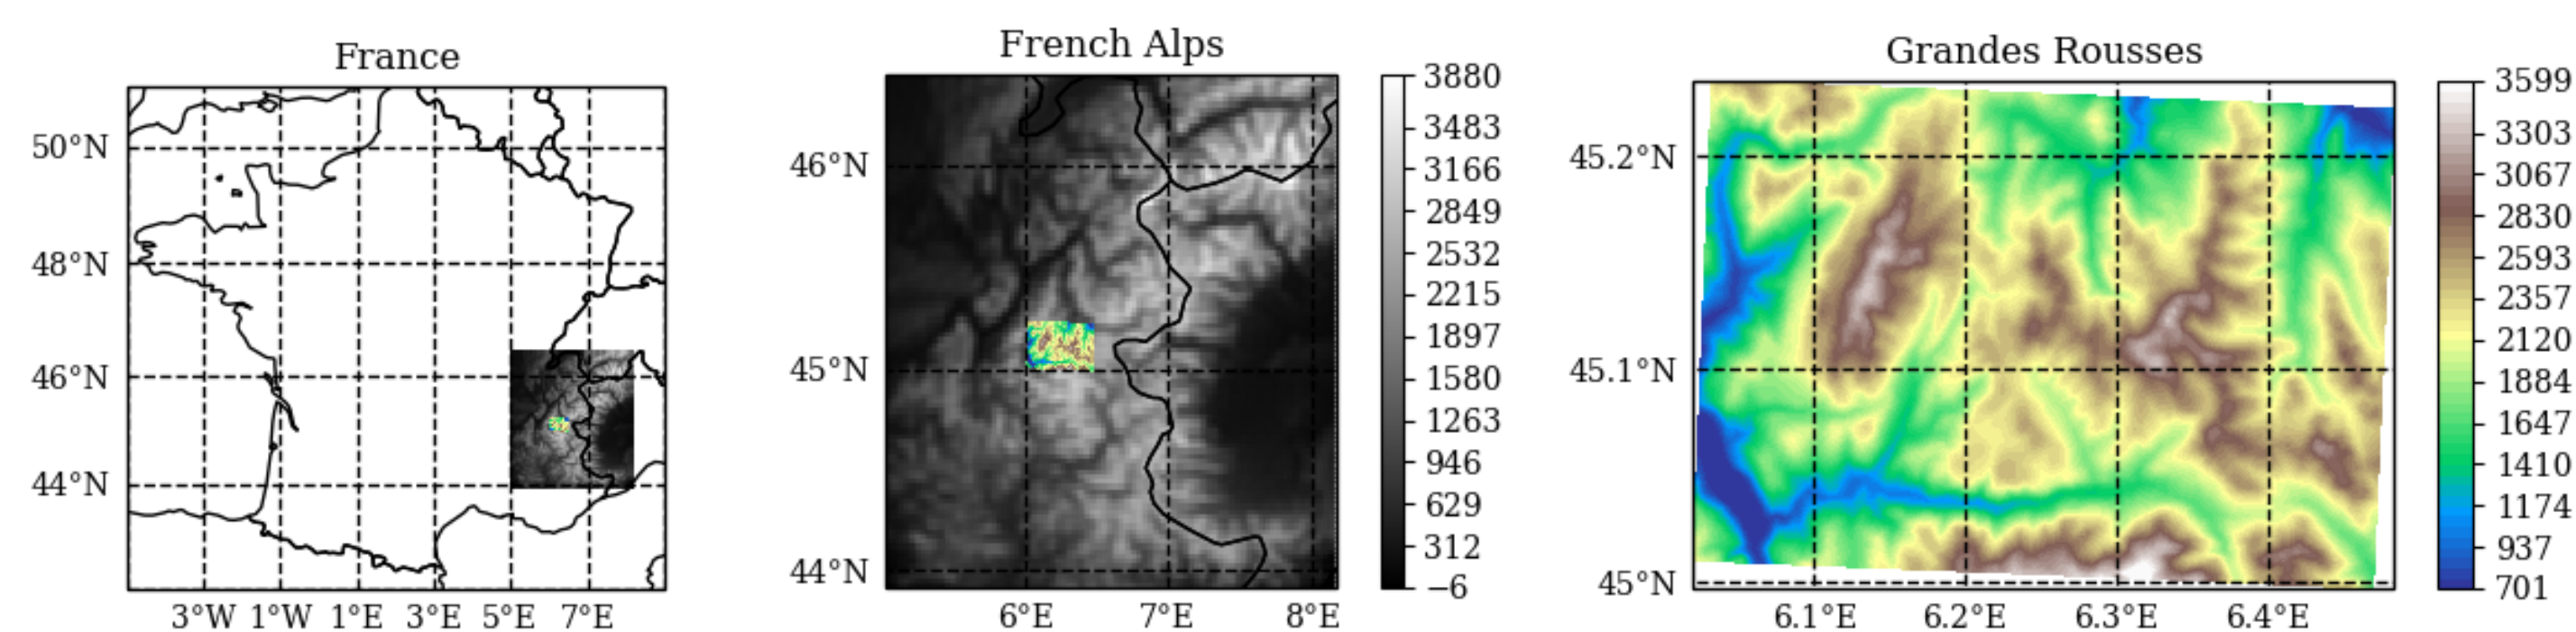 France
50°N
48°N
46°N
44°N
3°W 1°W 1°E 3°E 5°E 7°E
French Alps
46°N
45°N
44°N
6°E 7°E 8°E
3880
3483
3166
2849
2532
2215
1897
1580
1263
946
629
312
−6
Grandes Rousses
45.2°N
45.1°N
45°N
6.1°E 6.2°E 6.3°E 6.4°E
3599
3303
3067
2830
2593
2357
2120
1884
1647
1410
1174
937
701